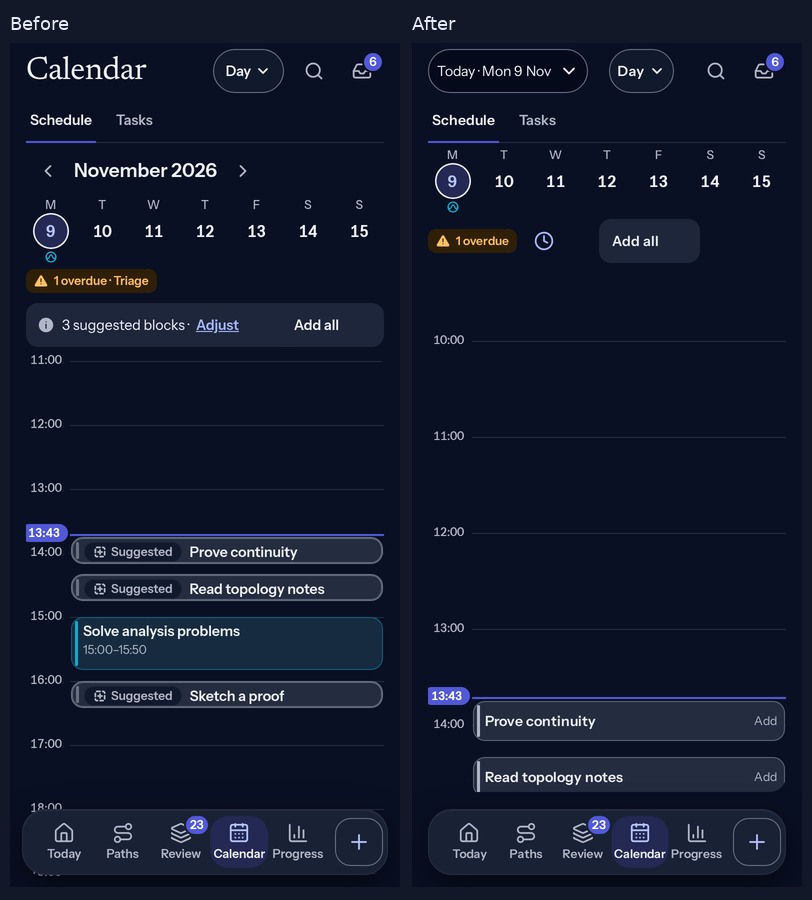 Before
Calendar
Day
6
Schedule
Tasks
November 2026
M T W T F S S
9 10 11 12 13 14 15
1 overdue · Triage
3 suggested blocks · Adjust
Add all
11:00
12:00
13:00
13:43
14:00
Suggested Prove continuity
Suggested Read topology notes
15:00
Solve analysis problems
15:00–15:50
16:00
Suggested Sketch a proof
17:00
18:00
23
Today Paths Review Calendar Progress
After
Today · Mon 9 Nov
Day
6
Schedule
Tasks
M T W T F S S
9 10 11 12 13 14 15
1 overdue
Add all
10:00
11:00
12:00
13:00
13:43
14:00
Prove continuity Add
Read topology notes Add
23
Today Paths Review Calendar Progress